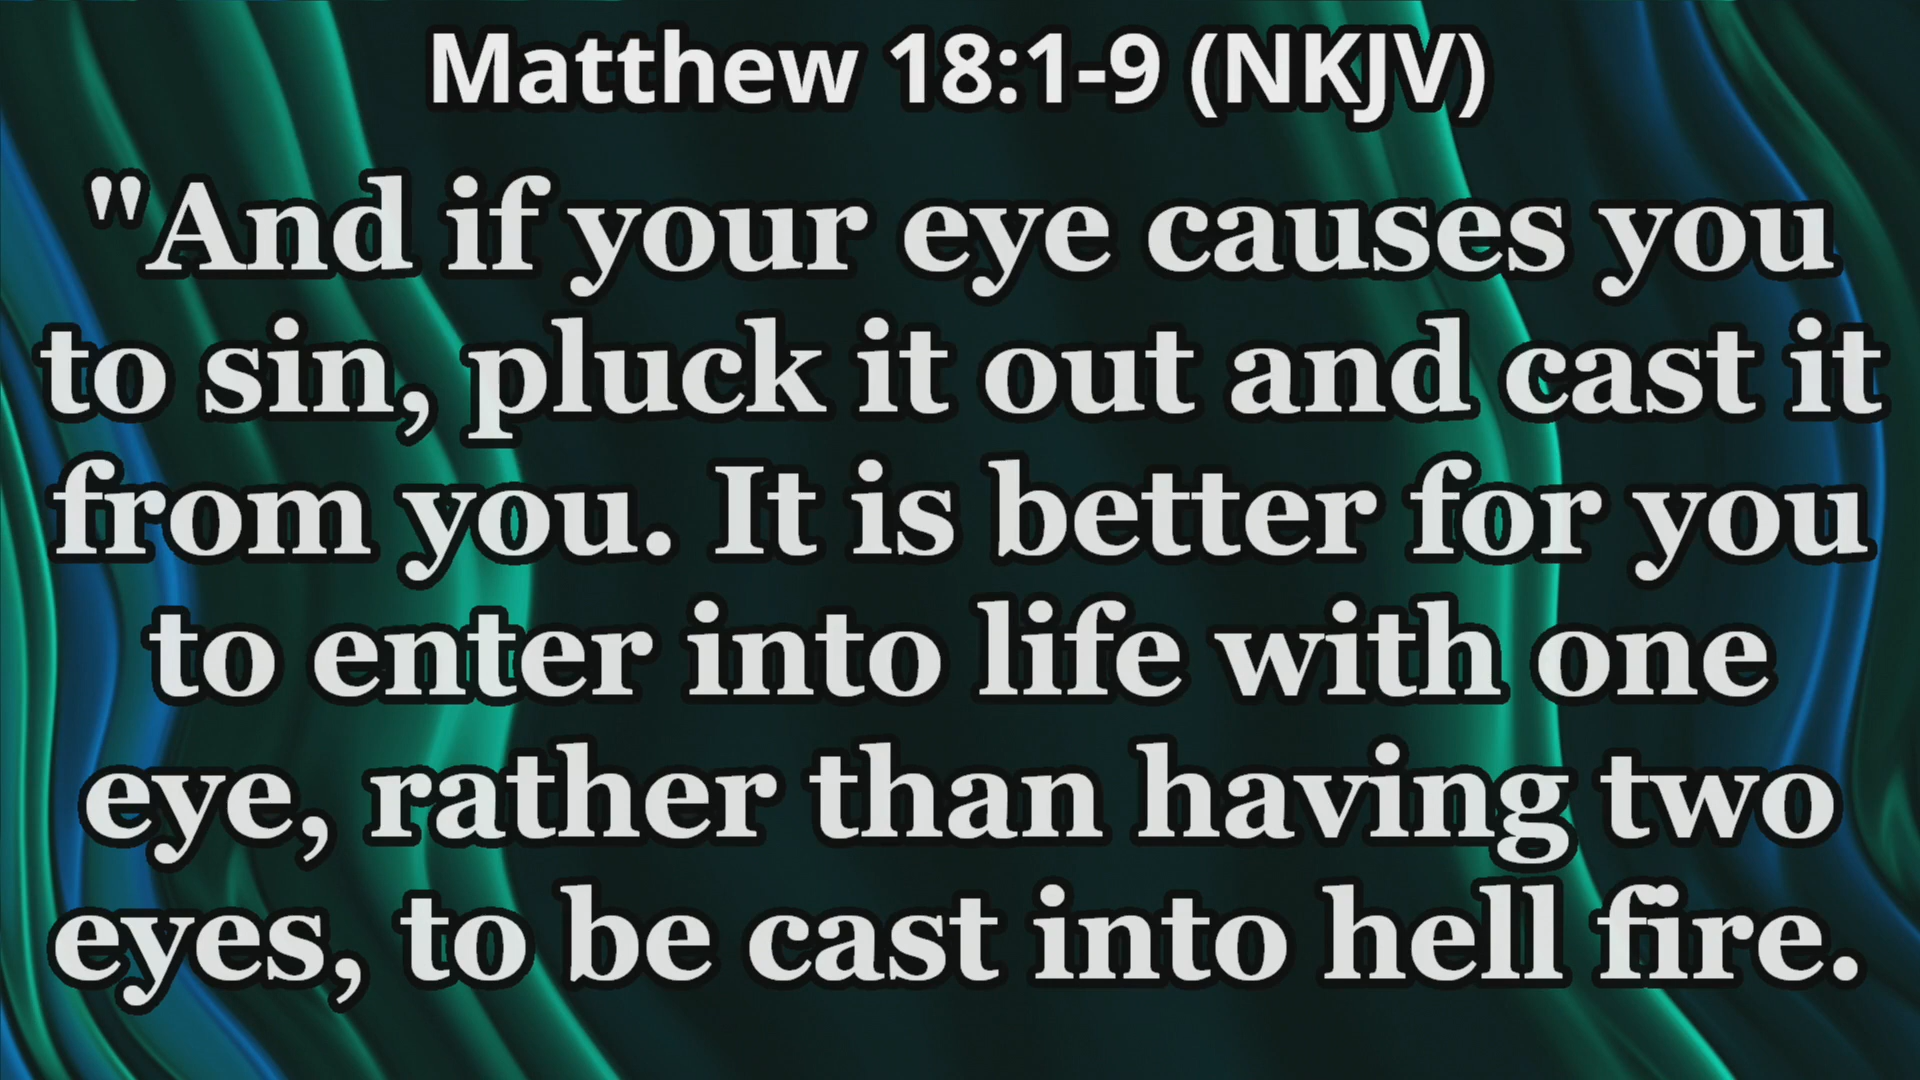 Matthew 18:1-9 (NKJV)
"And if your eye causes you
to sin, pluck it out and cast it
from you. It is better for you
to enter into life with one
eye, rather than having two
eyes, to be cast into hell fire.